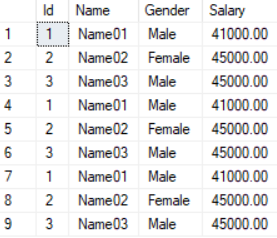 Id Name Gender Salary
1 1 Name01 Male 41000.00
2 2 Name02 Female 45000.00
3 3 Name03 Male 45000.00
4 1 Name01 Male 41000.00
5 2 Name02 Female 45000.00
6 3 Name03 Male 45000.00
7 1 Name01 Male 41000.00
8 2 Name02 Female 45000.00
9 3 Name03 Male 45000.00